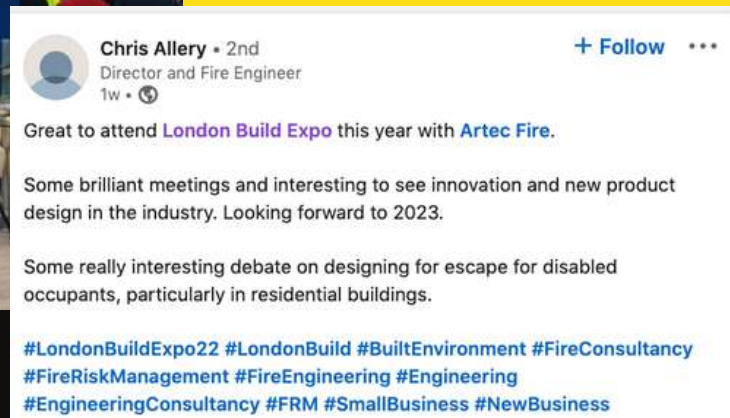 Chris Allery • 2nd
+ Follow •••
Director and Fire Engineer
1w •
Great to attend London Build Expo this year with Artec Fire.
Some brilliant meetings and interesting to see innovation and new product
design in the industry. Looking forward to 2023.
Some really interesting debate on designing for escape for disabled
occupants, particularly in residential buildings.
#LondonBuildExpo22 #LondonBuild #BuiltEnvironment #FireConsultancy
#FireRiskManagement #FireEngineering #Engineering
#EngineeringConsultancy #FRM #SmallBusiness #NewBusiness